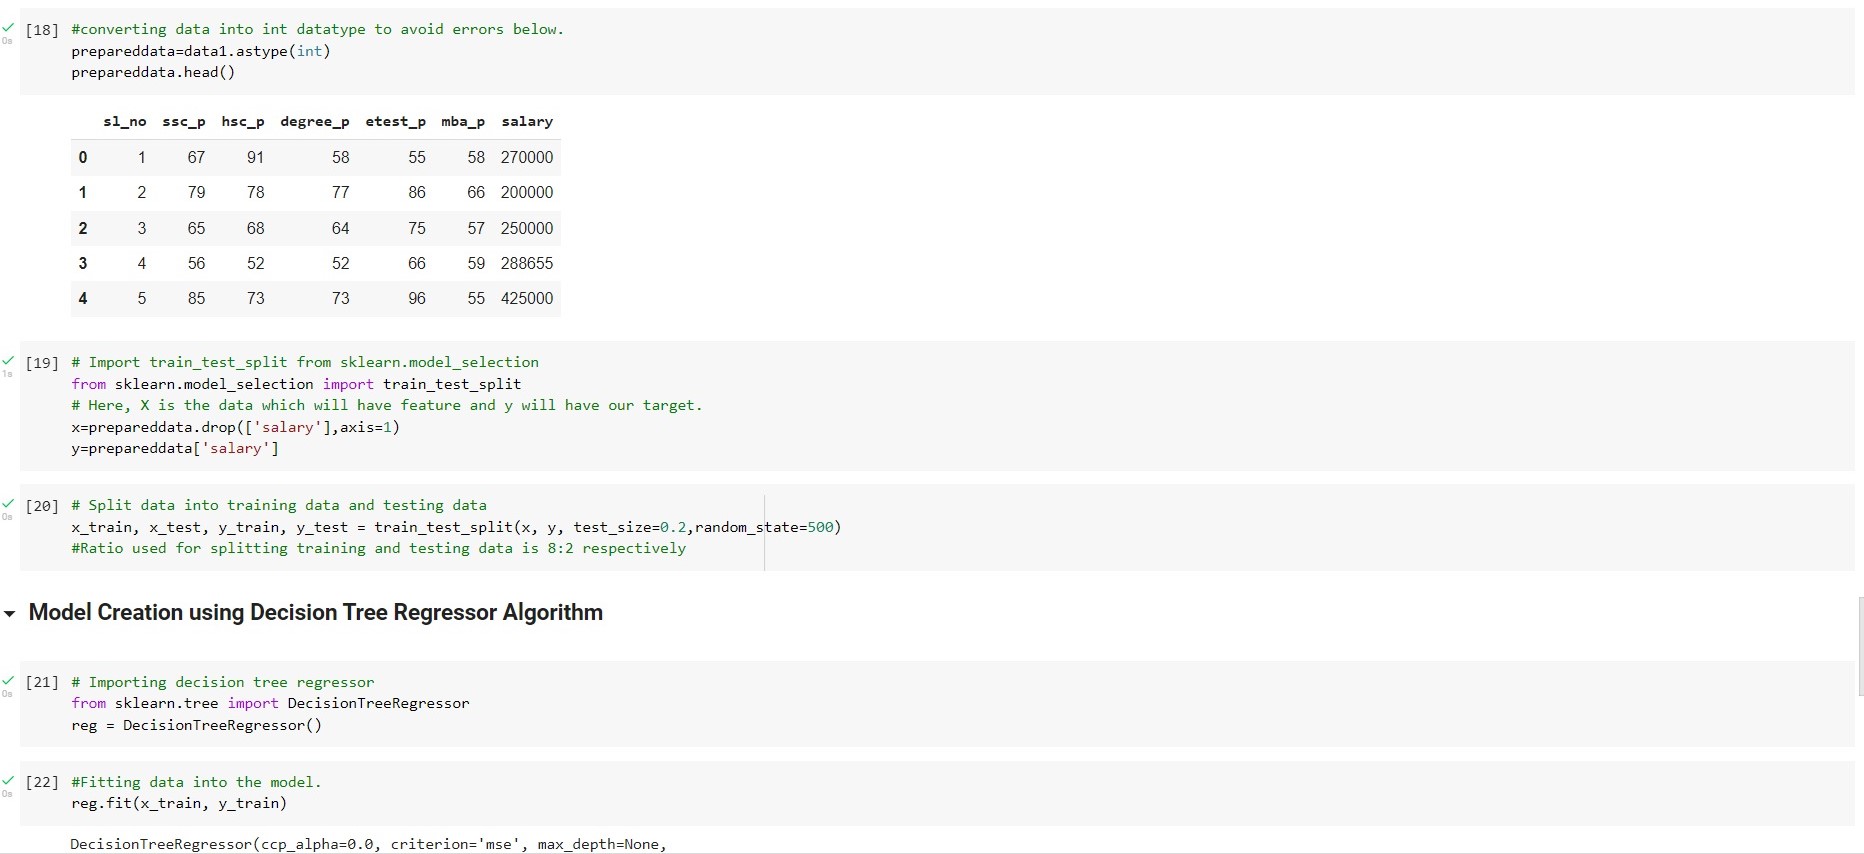 [18] #converting data into int datatype to avoid errors below.
0s prepareddata=data1.astype(int)
prepareddata.head()
sl_no ssc_p hsc_p degree_p etest_p mba_p salary
0 1 67 91 58 55 58 270000
1 2 79 78 77 86 66 200000
2 3 65 68 64 75 57 250000
3 4 56 52 52 66 59 288655
4 5 85 73 73 96 55 425000
[19] # Import train_test_split from sklearn.model_selection
1s from sklearn.model_selection import train_test_split
# Here, X is the data which will have feature and y will have our target.
x=prepareddata.drop(['salary'],axis=1)
y=prepareddata['salary']
[20] # Split data into training data and testing data
0s x_train, x_test, y_train, y_test = train_test_split(x, y, test_size=0.2,random_state=500)
#Ratio used for splitting training and testing data is 8:2 respectively
Model Creation using Decision Tree Regressor Algorithm
[21] # Importing decision tree regressor
0s from sklearn.tree import DecisionTreeRegressor
reg = DecisionTreeRegressor()
[22] #Fitting data into the model.
0s reg.fit(x_train, y_train)
DecisionTreeRegressor(ccp_alpha=0.0, criterion='mse', max_depth=None,